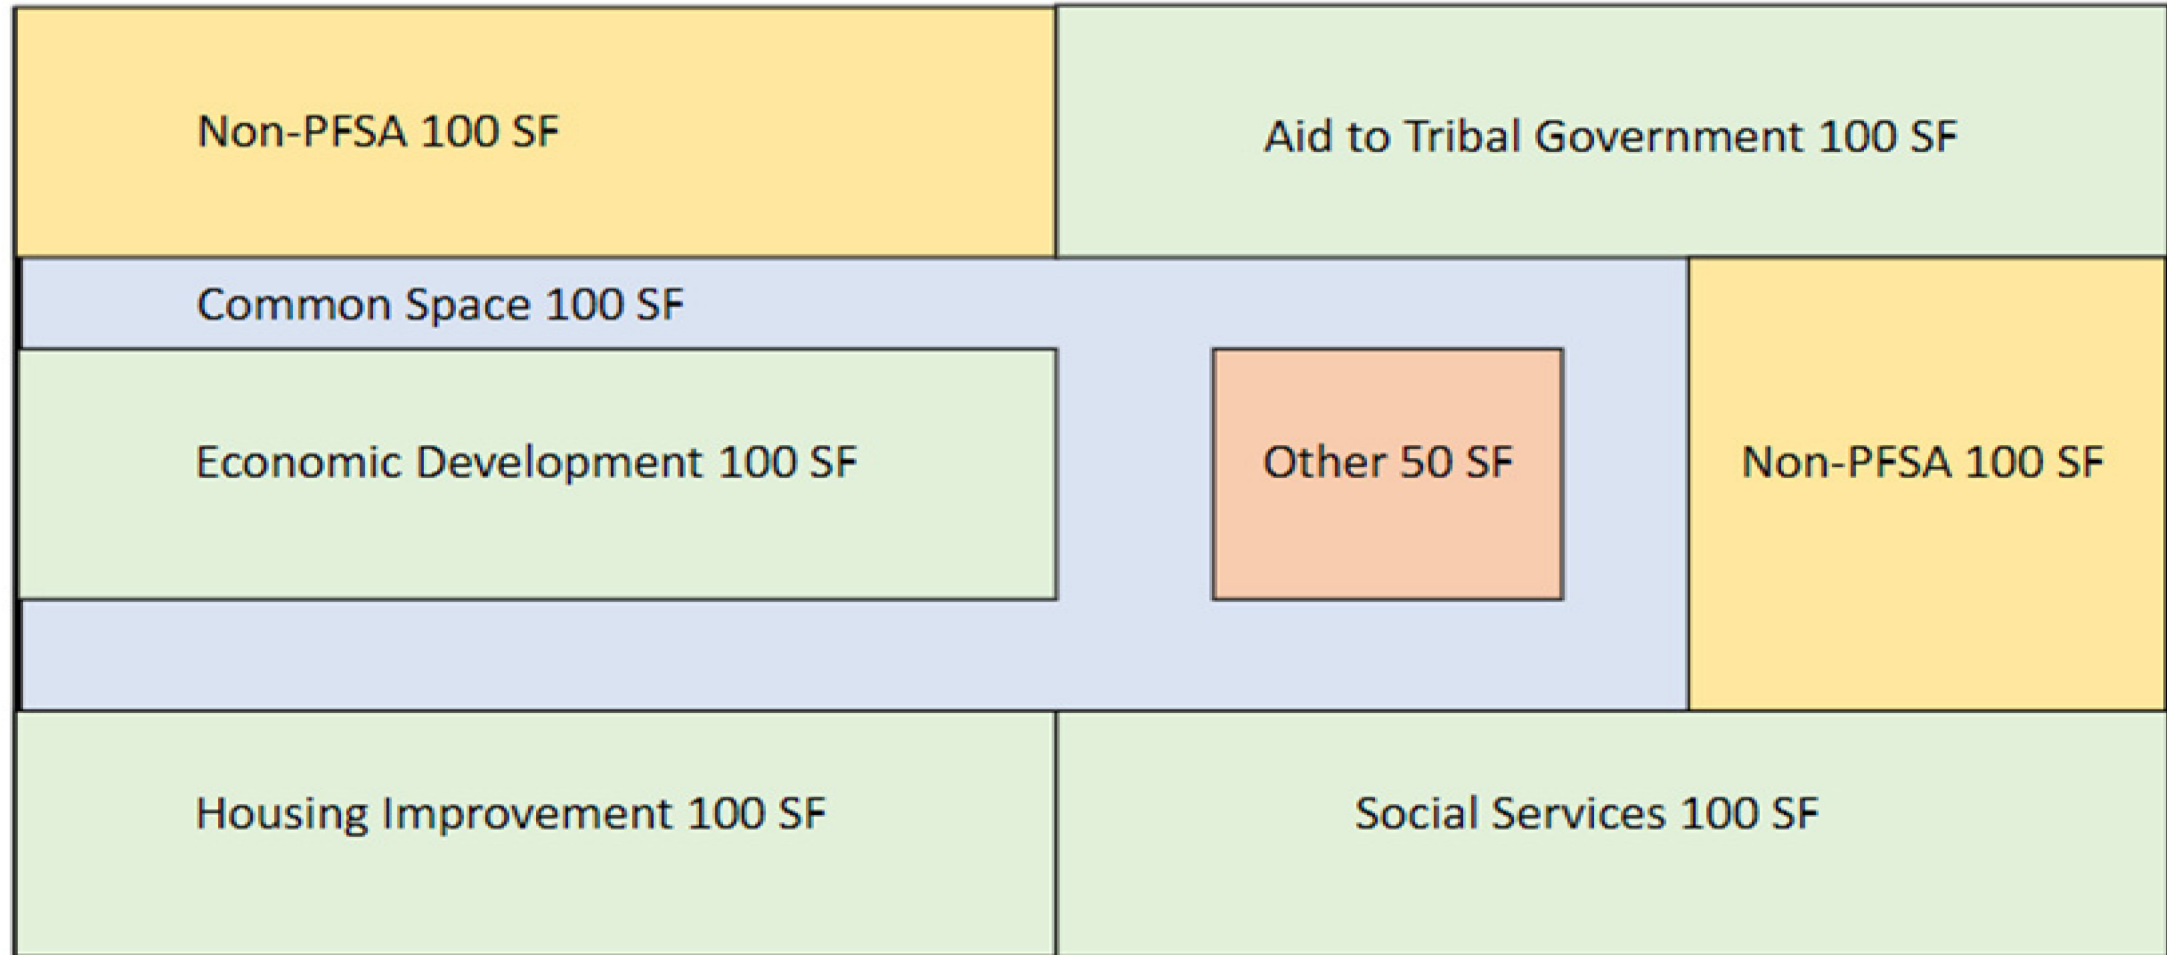 Non-PFSA 100 SF
Aid to Tribal Government 100 SF
Common Space 100 SF
Economic Development 100 SF
Other 50 SF
Non-PFSA 100 SF
Housing Improvement 100 SF
Social Services 100 SF